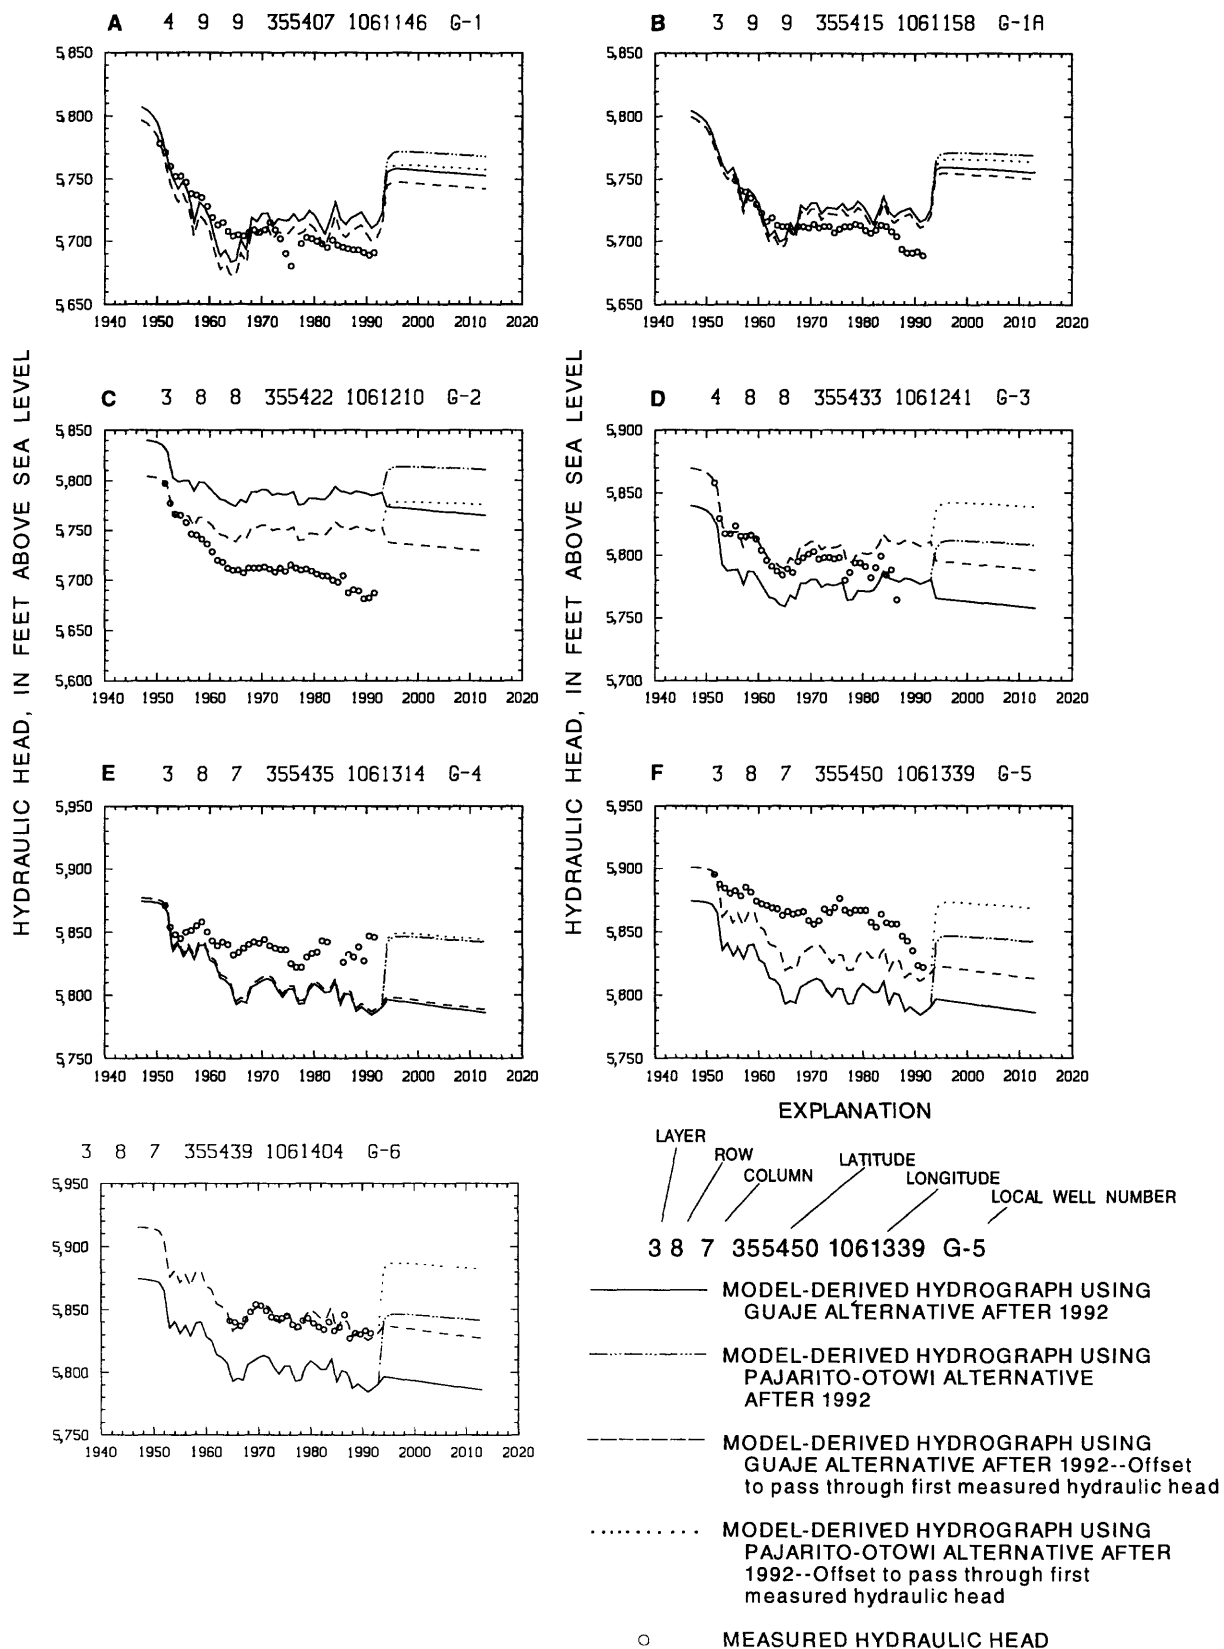 A 4 9 9 355407 1061146 G-1
5,850
5,800
5,750
5,700
5,650
1940 1950 1960 1970 1980 1990 2000 2010 2020
B 3 9 9 355415 1061158 G-1A
5,850
5,800
5,750
5,700
5,650
1940 1950 1960 1970 1980 1990 2000 2010 2020
HYDRAULIC HEAD, IN FEET ABOVE SEA LEVEL
C 3 8 8 355422 1061210 G-2
5,850
5,800
5,750
5,700
5,650
5,600
1940 1950 1960 1970 1980 1990 2000 2010 2020
HYDRAULIC HEAD, IN FEET ABOVE SEA LEVEL
D 4 8 8 355433 1061241 G-3
5,900
5,850
5,800
5,750
5,700
1940 1950 1960 1970 1980 1990 2000 2010 2020
E 3 8 7 355435 1061314 G-4
5,950
5,900
5,850
5,800
5,750
1940 1950 1960 1970 1980 1990 2000 2010 2020
F 3 8 7 355450 1061339 G-5
5,950
5,900
5,850
5,800
5,750
1940 1950 1960 1970 1980 1990 2000 2010 2020
3 8 7 355439 1061404 G-6
5,950
5,900
5,850
5,800
5,750
1940 1950 1960 1970 1980 1990 2000 2010 2020
EXPLANATION
LAYER
ROW
COLUMN
LATITUDE
LONGITUDE
LOCAL WELL NUMBER
3 8 7 355450 1061339 G-5
MODEL-DERIVED HYDROGRAPH USING
GUAJE ALTERNATIVE AFTER 1992
MODEL-DERIVED HYDROGRAPH USING
PAJARITO-OTOWI ALTERNATIVE
AFTER 1992
MODEL-DERIVED HYDROGRAPH USING
GUAJE ALTERNATIVE AFTER 1992--Offset
to pass through first measured hydraulic head
MODEL-DERIVED HYDROGRAPH USING
PAJARITO-OTOWI ALTERNATIVE AFTER
1992--Offset to pass through first
measured hydraulic head
MEASURED HYDRAULIC HEAD